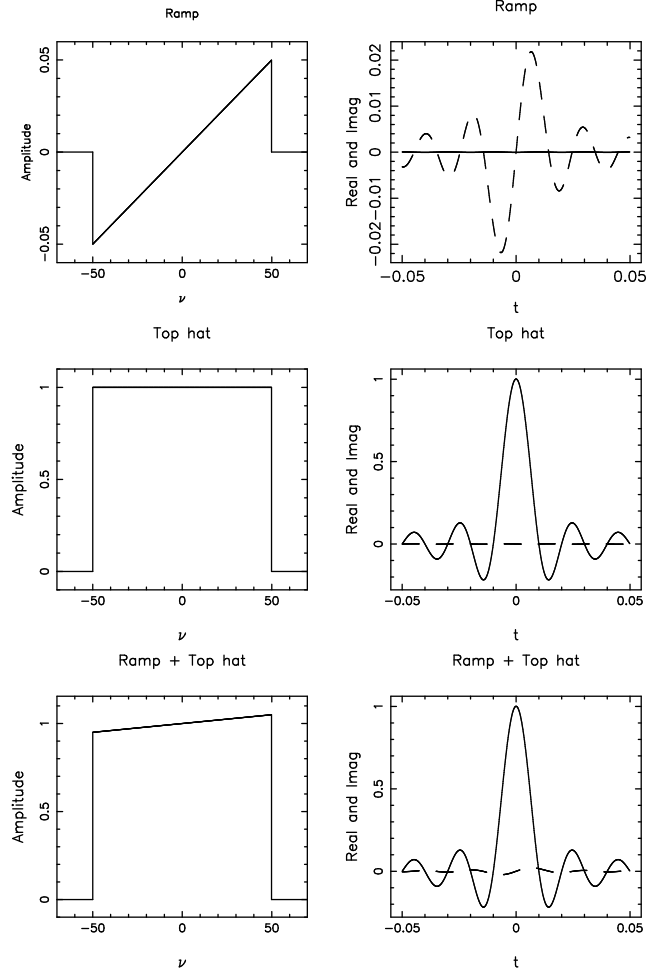 Ramp
Amplitude
0.05
0
−0.05
−50 0 50
ν
Ramp
Real and Imag
0.02
0.01
0
−0.01
−0.02
−0.05 0 0.05
t
Top hat
Amplitude
1
0.5
0
−50 0 50
ν
Top hat
Real and Imag
1
0.5
0
−0.05 0 0.05
t
Ramp + Top hat
Amplitude
1
0.5
0
−50 0 50
ν
Ramp + Top hat
Real and Imag
1
0.5
0
−0.05 0 0.05
t